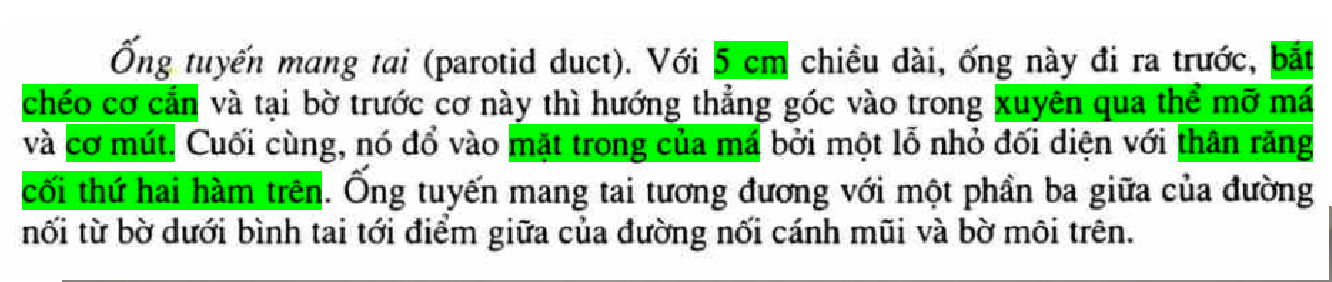 Ống tuyến mang tai (parotid duct). Với 5 cm chiều dài, ống này đi ra trước, bắt
chéo cơ cắn và tại bờ trước cơ này thì hướng thẳng góc vào trong xuyên qua thể mỡ má
và cơ mút. Cuối cùng, nó đổ vào mặt trong của má bởi một lỗ nhỏ đối diện với thân răng
cối thứ hai hàm trên. Ống tuyến mang tai tương đương với một phần ba giữa của đường
nối từ bờ dưới bình tai tới điểm giữa của đường nối cánh mũi và bờ môi trên.